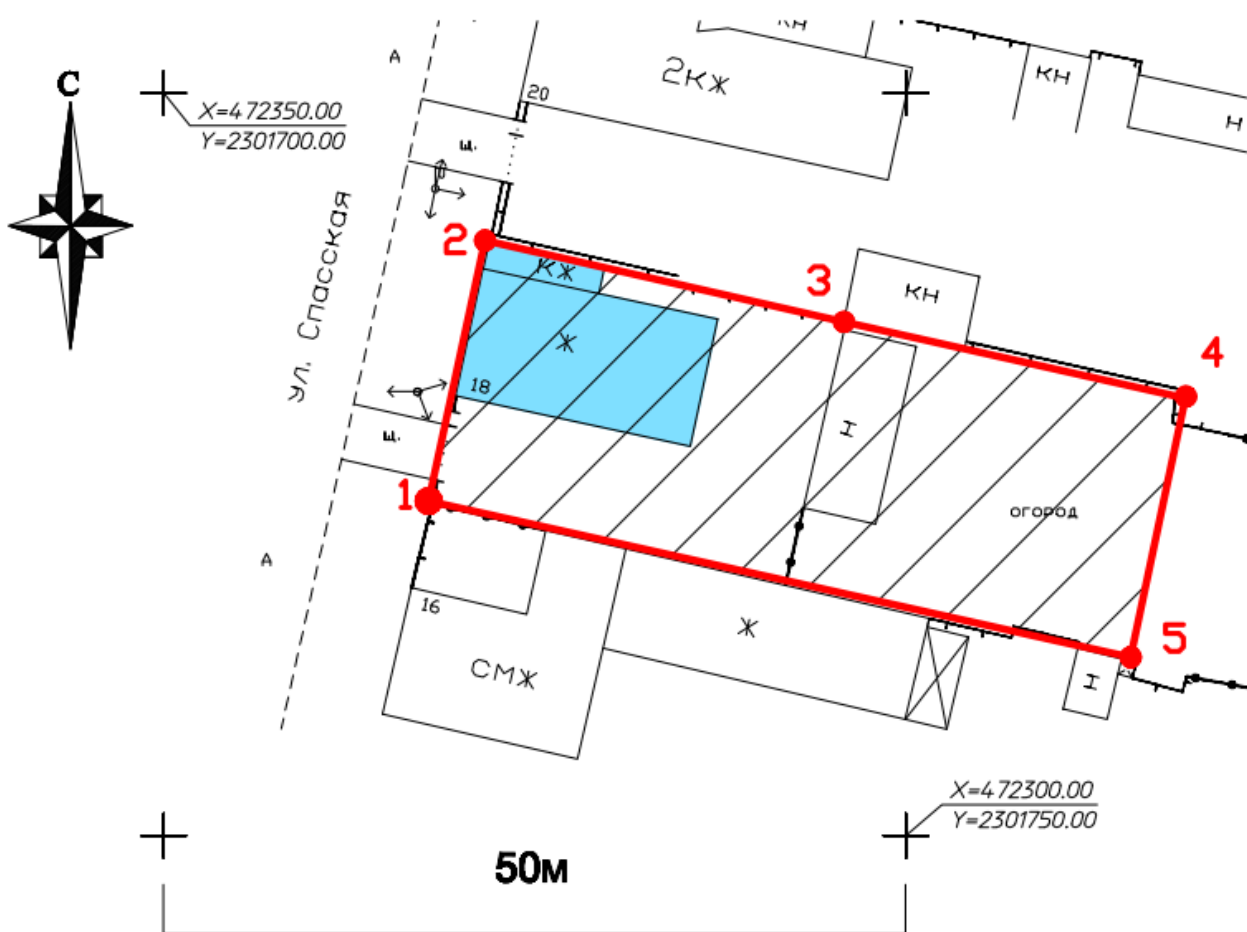 КН
А
С
2КЖ
КН
20
X=472350.00
Y=2301700.00
Н
щ.
ул. Спасская
2
КЖ
3
КН
Ж
4
18
Н
щ.
1
ОГОРОД
А
16
Ж
5
СМЖ
Н
X=472300.00
Y=2301750.00
50м